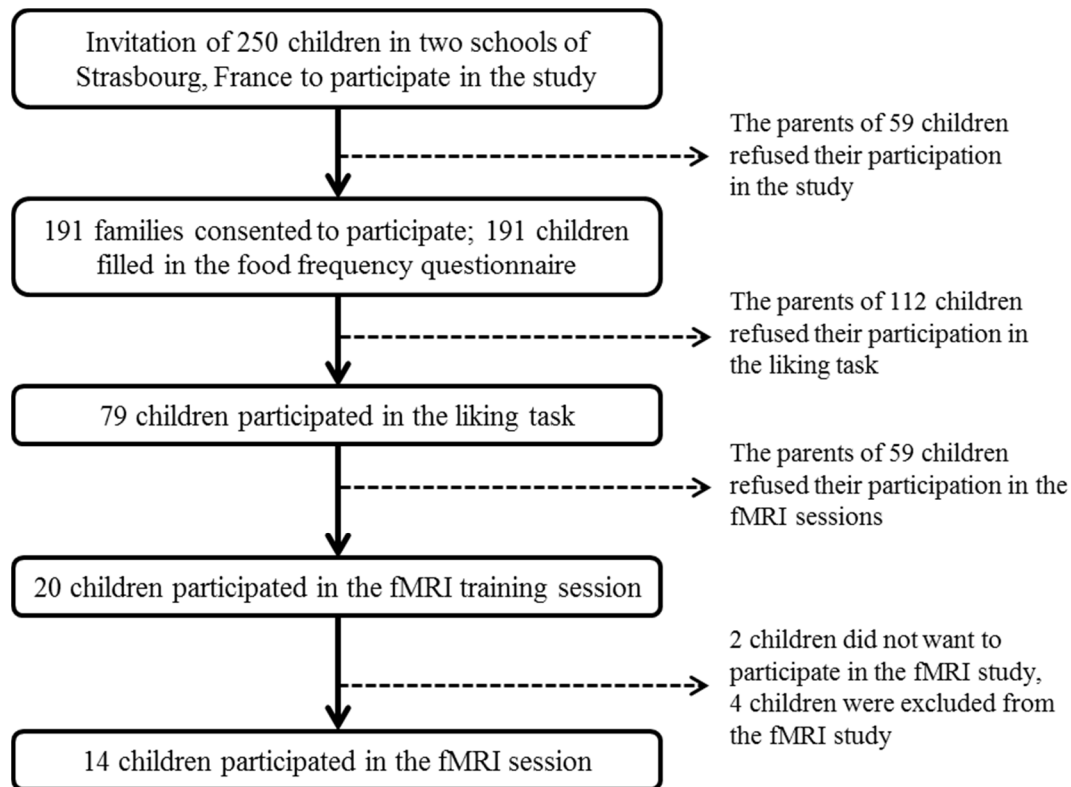 Invitation of 250 children in two schools of
Strasbourg, France to participate in the study
The parents of 59 children
refused their participation
in the study
191 families consented to participate; 191 children
filled in the food frequency questionnaire
The parents of 112 children
refused their participation in
the liking task
79 children participated in the liking task
The parents of 59 children
refused their participation in the
fMRI sessions
20 children participated in the fMRI training session
2 children did not want to
participate in the fMRI study,
4 children were excluded from
the fMRI study
14 children participated in the fMRI session